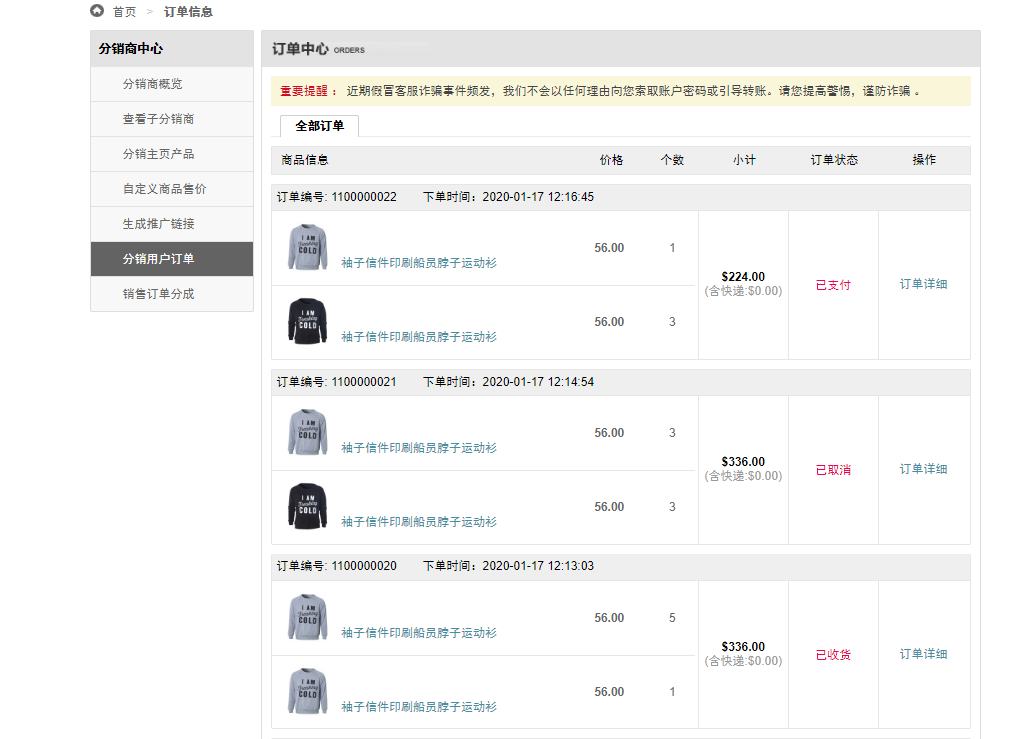 首页 > 订单信息
分销商中心
分销商概览
查看子分销商
分销主页产品
自定义商品售价
生成推广链接
分销用户订单
销售订单分成
订单中心 ORDERS
重要提醒： 近期假冒客服诈骗事件频发，我们不会以任何理由向您索取账户密码或引导转账。请您提高警惕，谨防诈骗 。
全部订单
商品信息 价格 个数 小计 订单状态 操作
订单编号: 1100000022 下单时间：2020-01-17 12:16:45
I AM
COLD
袖子信件印刷船员脖子运动衫 56.00 1
I AM
COLD
袖子信件印刷船员脖子运动衫 56.00 3
$224.00
(含快递:$0.00)
已支付
订单详细
订单编号: 1100000021 下单时间：2020-01-17 12:14:54
I AM
COLD
袖子信件印刷船员脖子运动衫 56.00 3
I AM
COLD
袖子信件印刷船员脖子运动衫 56.00 3
$336.00
(含快递:$0.00)
已取消
订单详细
订单编号: 1100000020 下单时间：2020-01-17 12:13:03
I AM
COLD
袖子信件印刷船员脖子运动衫 56.00 5
I AM
COLD
袖子信件印刷船员脖子运动衫 56.00 1
$336.00
(含快递:$0.00)
已收货
订单详细